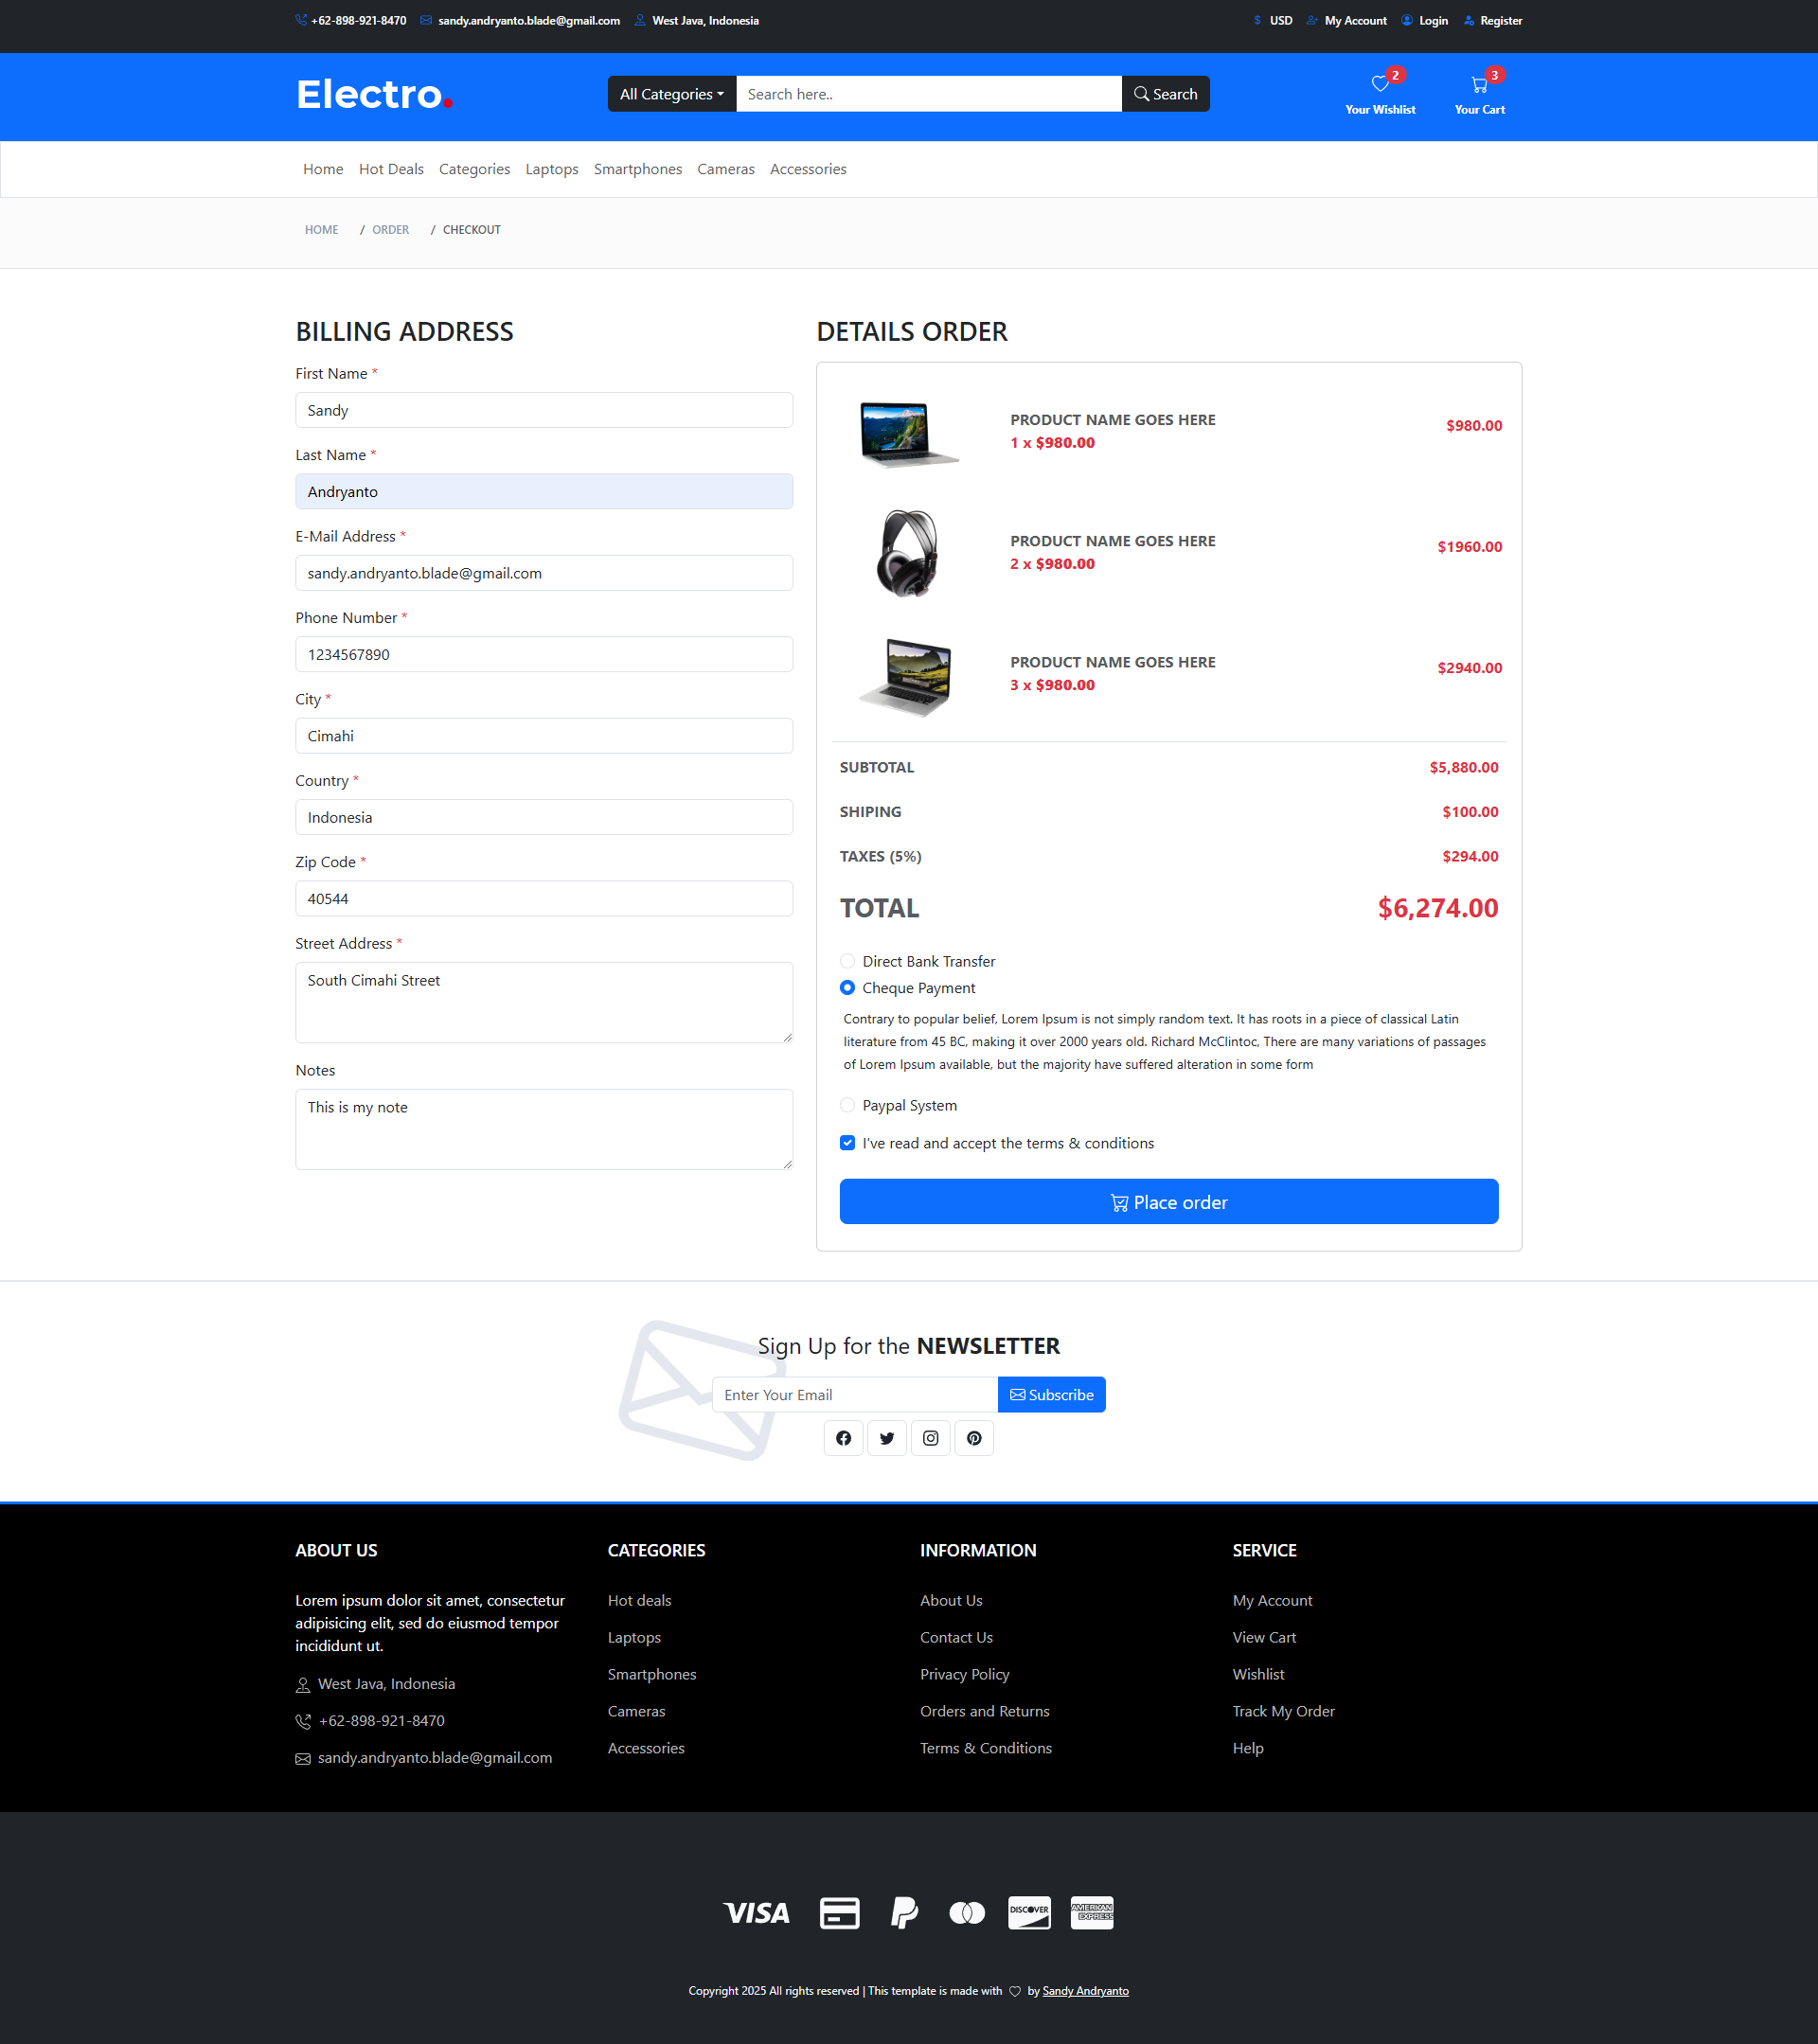 +62-898-921-8470 sandy.andryanto.blade@gmail.com West Java, Indonesia $ USD My Account Login Register
Electro.
All Categories Search here.. Search
2 Your Wishlist
3 Your Cart
Home Hot Deals Categories Laptops Smartphones Cameras Accessories
HOME / ORDER / CHECKOUT
BILLING ADDRESS
First Name *
Sandy
Last Name *
Andryanto
E-Mail Address *
sandy.andryanto.blade@gmail.com
Phone Number *
1234567890
City *
Cimahi
Country *
Indonesia
Zip Code *
40544
Street Address *
South Cimahi Street
Notes
This is my note
DETAILS ORDER
PRODUCT NAME GOES HERE
1 x $980.00
$980.00
PRODUCT NAME GOES HERE
2 x $980.00
$1960.00
PRODUCT NAME GOES HERE
3 x $980.00
$2940.00
SUBTOTAL $5,880.00
SHIPING $100.00
TAXES (5%) $294.00
TOTAL $6,274.00
Direct Bank Transfer
Cheque Payment
Contrary to popular belief, Lorem Ipsum is not simply random text. It has roots in a piece of classical Latin
literature from 45 BC, making it over 2000 years old. Richard McClintoc, There are many variations of passages
of Lorem Ipsum available, but the majority have suffered alteration in some form
Paypal System
I've read and accept the terms & conditions
Place order
Sign Up for the NEWSLETTER
Enter Your Email Subscribe
ABOUT US
Lorem ipsum dolor sit amet, consectetur
adipisicing elit, sed do eiusmod tempor
incididunt ut.
West Java, Indonesia
+62-898-921-8470
sandy.andryanto.blade@gmail.com
CATEGORIES
Hot deals
Laptops
Smartphones
Cameras
Accessories
INFORMATION
About Us
Contact Us
Privacy Policy
Orders and Returns
Terms & Conditions
SERVICE
My Account
View Cart
Wishlist
Track My Order
Help
VISA DISCOVER AMERICAN EXPRESS
Copyright 2025 All rights reserved | This template is made with by Sandy Andryanto